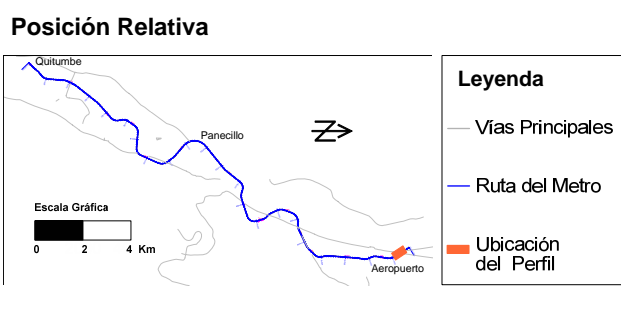 Posición Relativa
Quitumbe
Panecillo
N
Escala Gráfica
0 2 4 Km
Aeropuerto
Leyenda
Vías Principales
Ruta del Metro
Ubicación
del Perfil